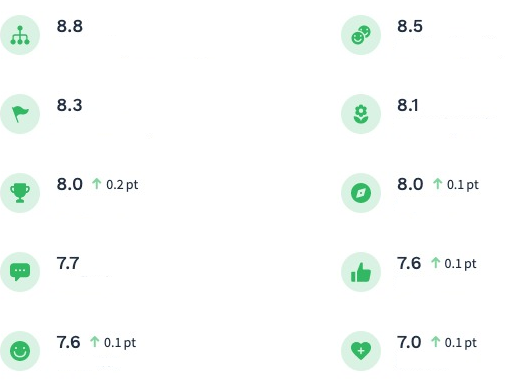 8.8
8.5
8.3
8.1
8.0 ↑ 0.2 pt
8.0 ↑ 0.1 pt
7.7
7.6 ↑ 0.1 pt
7.6 ↑ 0.1 pt
7.0 ↑ 0.1 pt